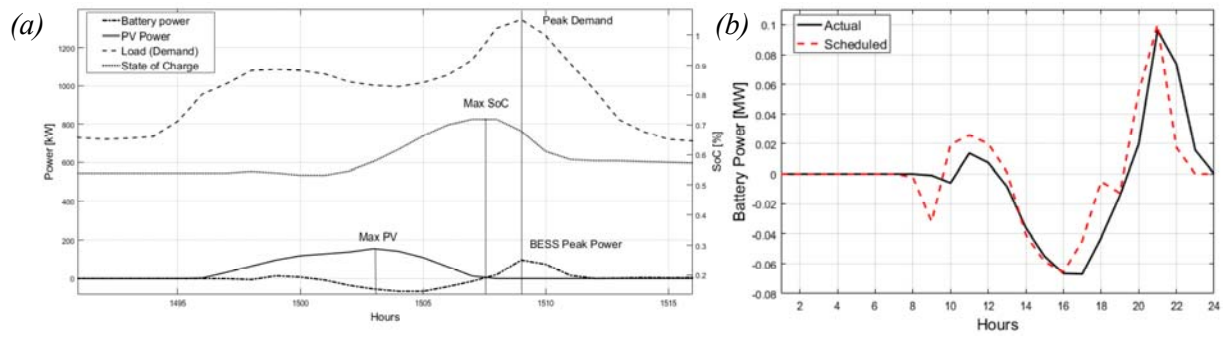 (a)
Battery power
PV Power
Load (Demand)
State of Charge
Peak Demand
Max SoC
Max PV
BESS Peak Power
Power [kW]
1200
1000
800
600
400
200
0
SoC [%]
1
0.9
0.8
0.7
0.6
0.5
0.4
0.3
0.2
1495
1500
1505
1510
1515
Hours
(b)
Actual
Scheduled
Battery Power [MW]
0.1
0.08
0.06
0.04
0.02
0
-0.02
-0.04
-0.06
-0.08
2
4
6
8
10
12
14
16
18
20
22
24
Hours